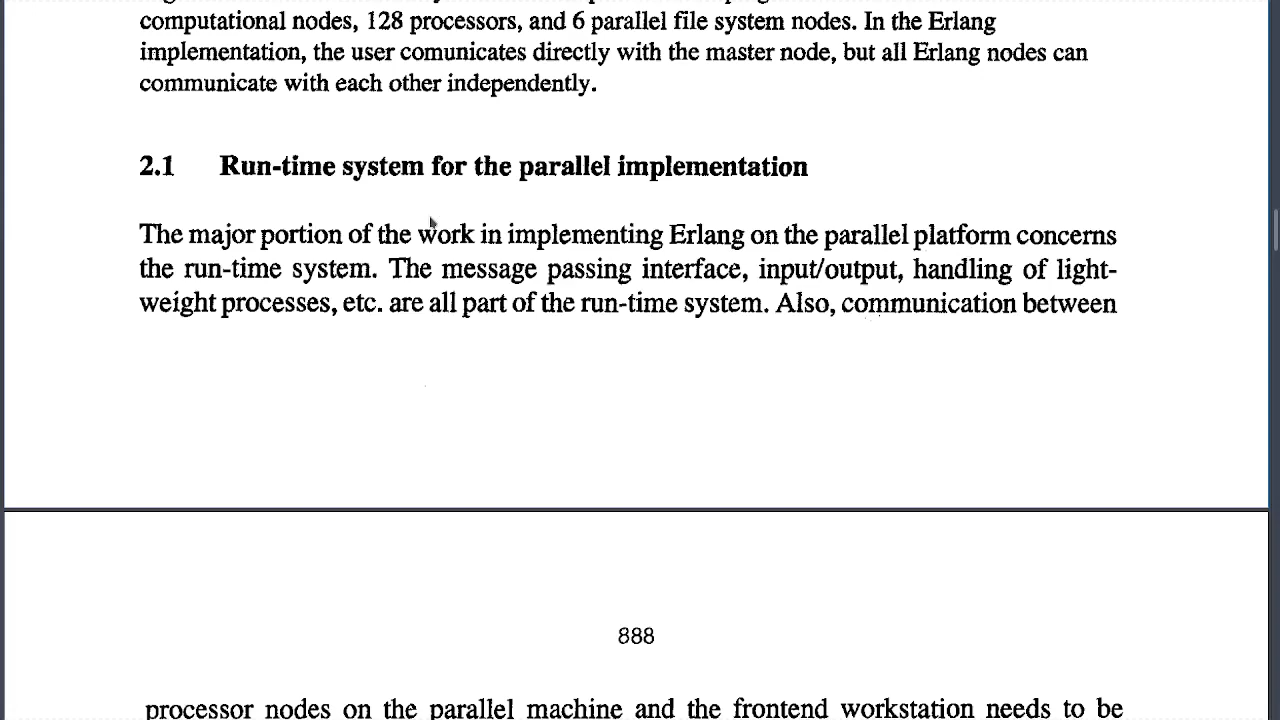 computational nodes, 128 processors, and 6 parallel file system nodes. In the Erlang
implementation, the user comunicates directly with the master node, but all Erlang nodes can
communicate with each other independently.
2.1 Run-time system for the parallel implementation
The major portion of the work in implementing Erlang on the parallel platform concerns
the run-time system. The message passing interface, input/output, handling of light-
weight processes, etc. are all part of the run-time system. Also, communication between
888
processor nodes on the parallel machine and the frontend workstation needs to be